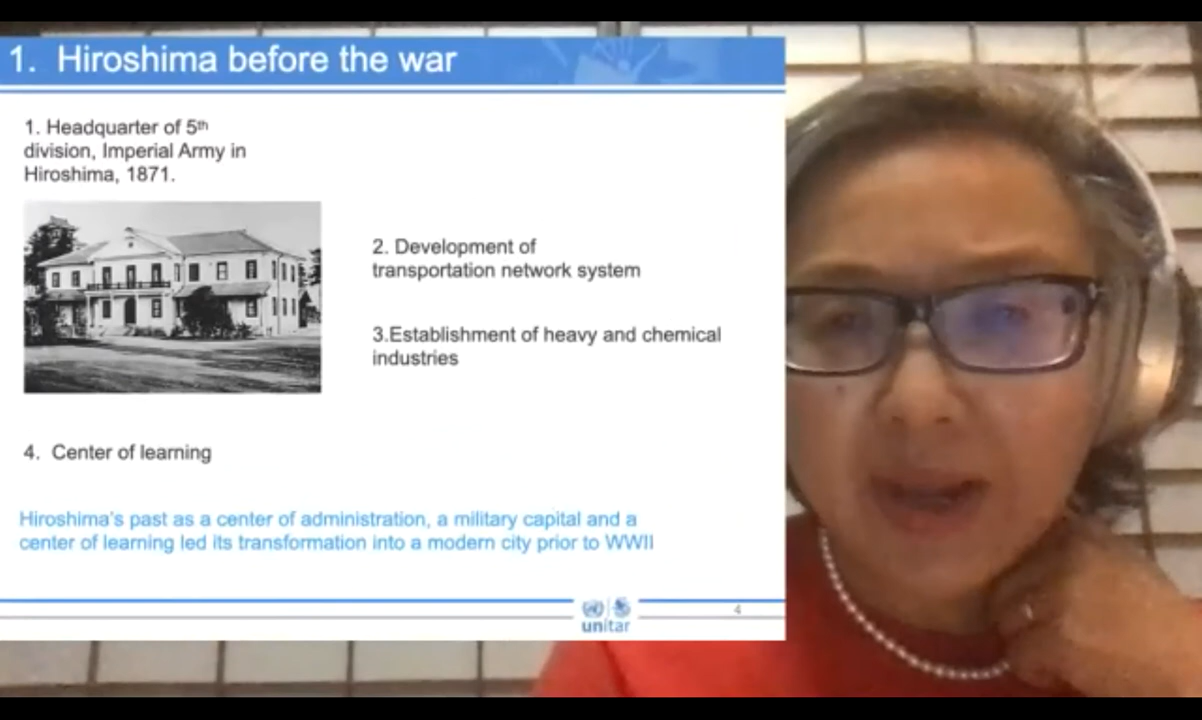 1. Hiroshima before the war
1. Headquarter of 5th
division, Imperial Army in
Hiroshima, 1871.
2. Development of
transportation network system
3.Establishment of heavy and chemical
industries
4. Center of learning
Hiroshima's past as a center of administration, a military capital and a
center of learning led its transformation into a modern city prior to WWII
unitar
4